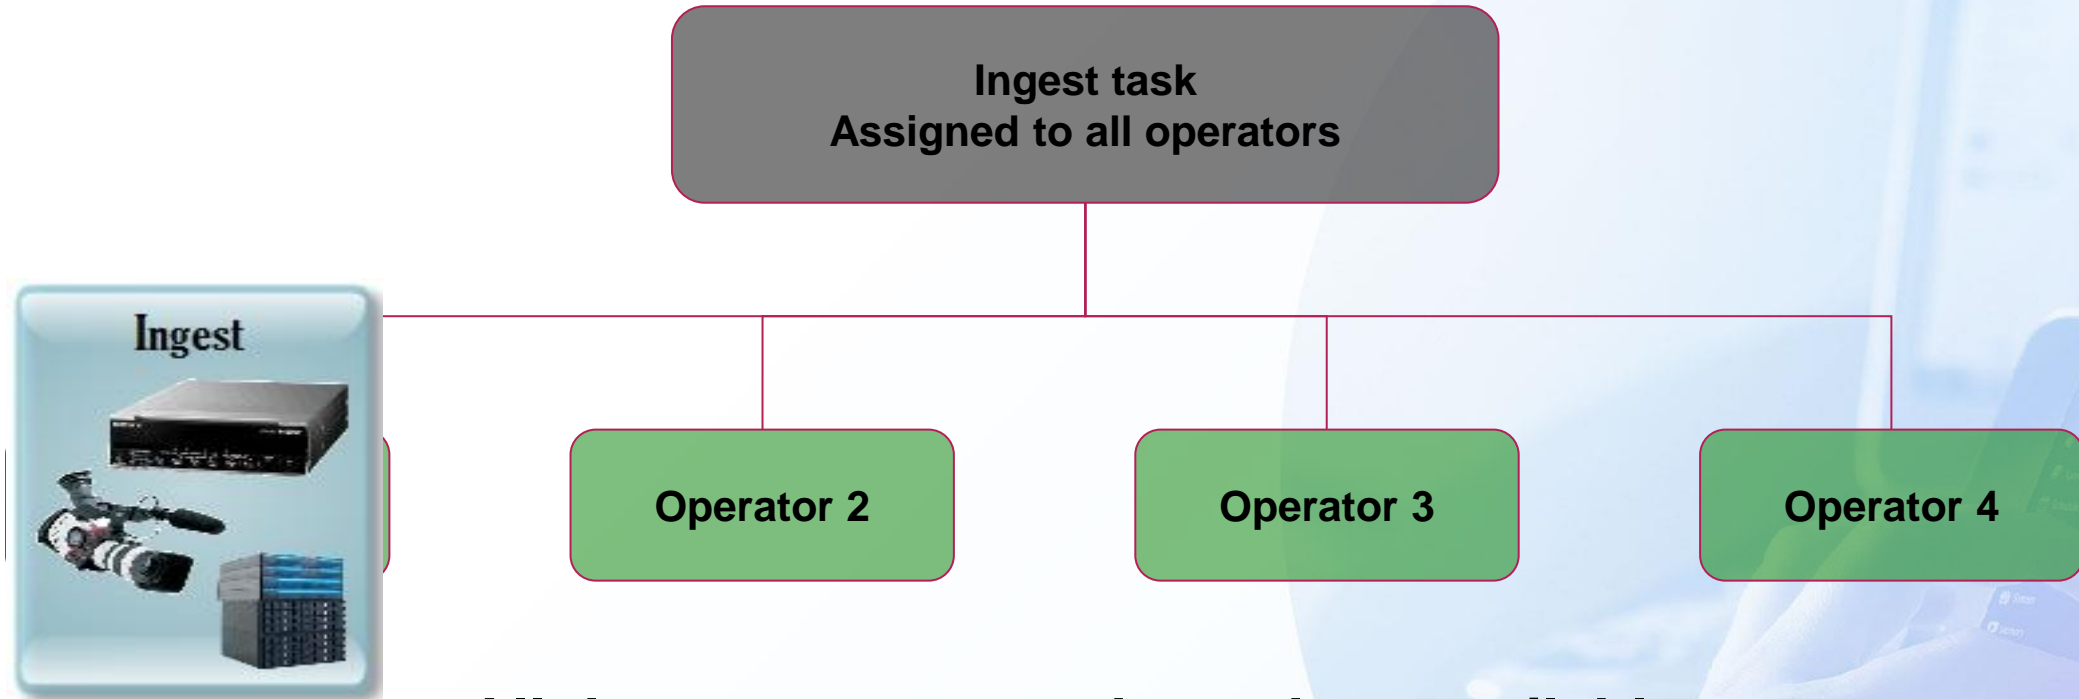 Ingest task
Assigned to all operators
Ingest
Operator 2
Operator 3
Operator 4